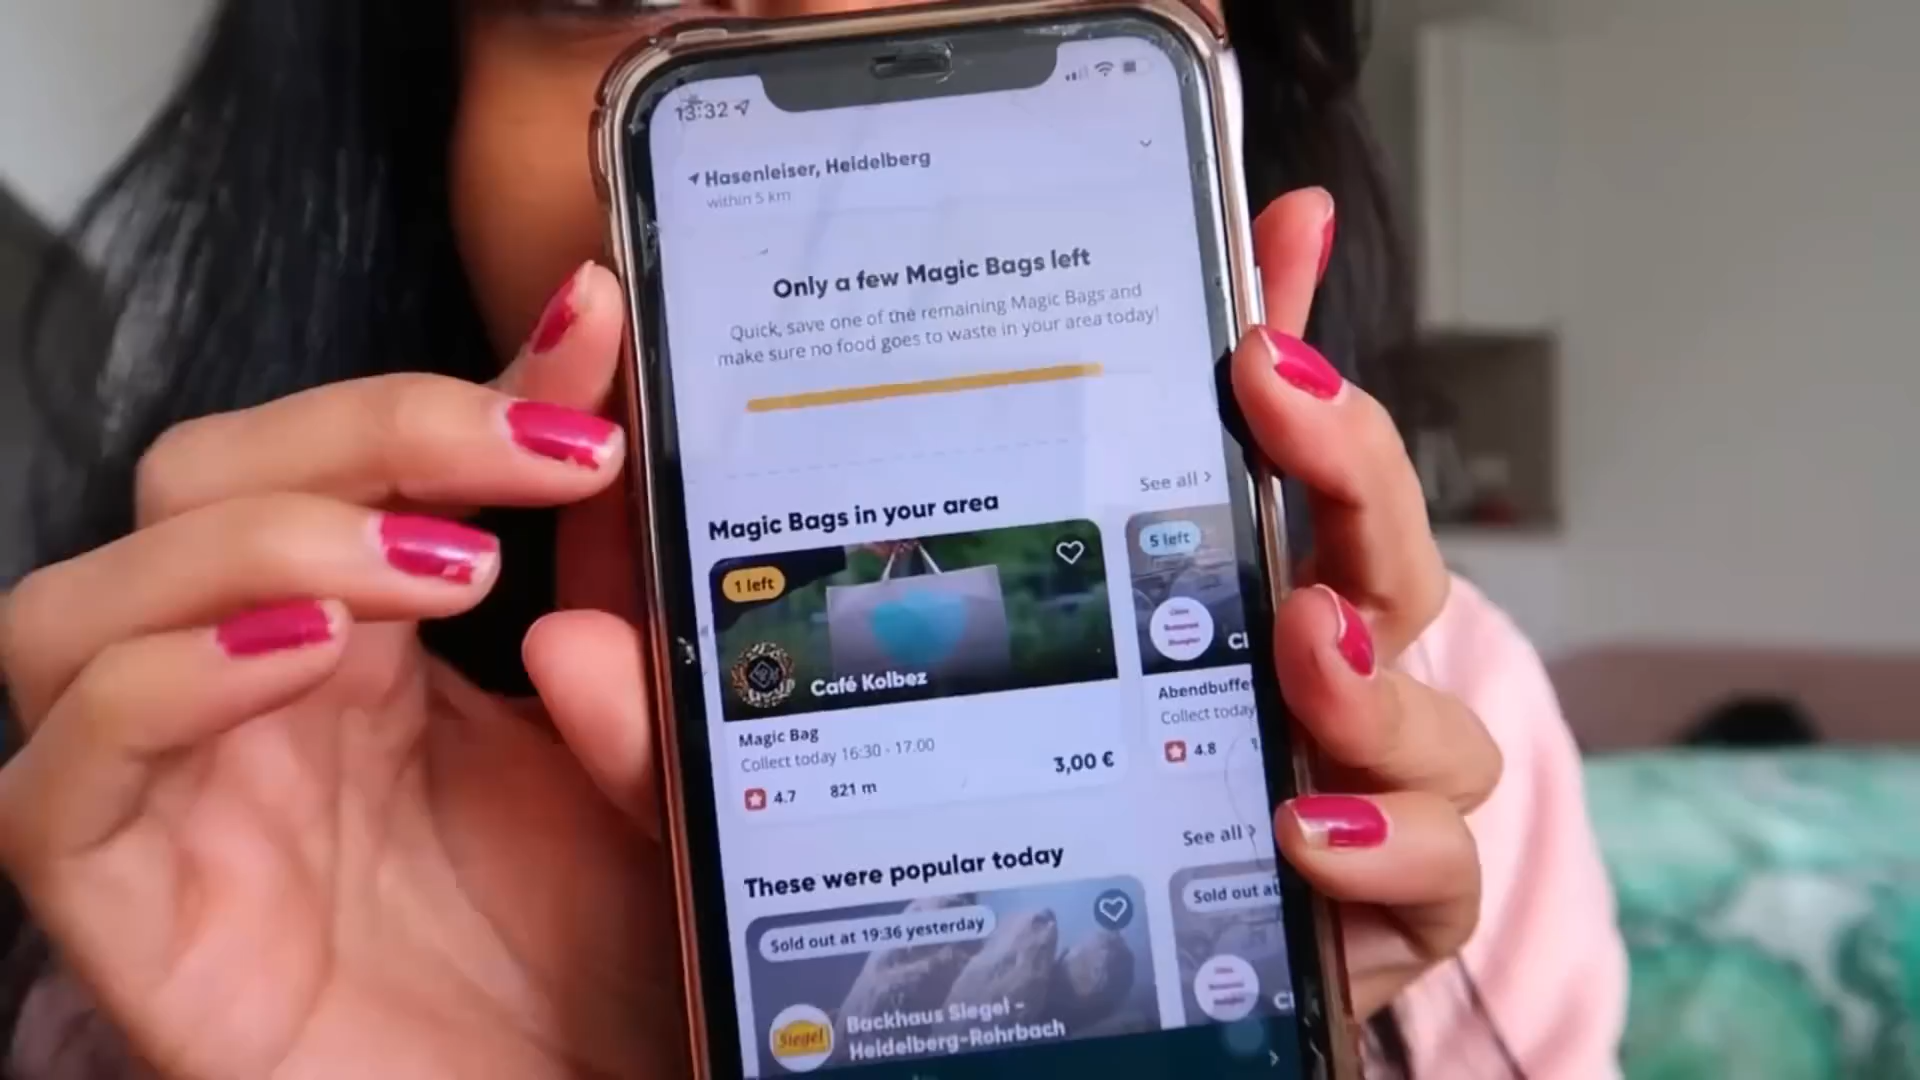 13:32
Hasenleiser, Heidelberg
within 5 km
Only a few Magic Bags left
Quick, save one of the remaining Magic Bags and
make sure no food goes to waste in your area today!
Magic Bags in your area
See all >
1 left
Café Kolbez
Magic Bag
Collect today 16:30 - 17:00
4.7
821 m
3,00 €
5 left
Abendbuffe
Collect today
4.8
These were popular today
See all >
Sold out at 19:36 yesterday
Siegel
Backhaus Siegel -
Heidelberg-Rohrbach
Sold out at